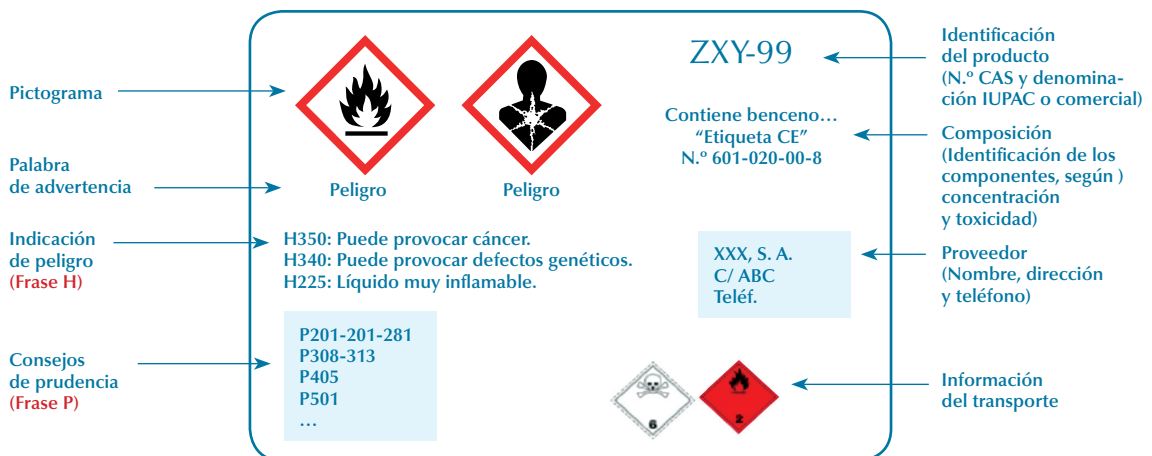 Pictograma
Palabra
de advertencia
Indicación
de peligro
(Frase H)
Consejos
de prudencia
(Frase P)
Peligro
Peligro
H350: Puede provocar cáncer.
H340: Puede provocar defectos genéticos.
H225: Líquido muy inflamable.
P201-201-281
P308-313
P405
P501
...
ZXY-99
Contiene benceno...
“Etiqueta CE”
N.º 601-020-00-8
XXX, S. A.
C/ ABC
Teléf.
6
2
Identificación
del producto
(N.º CAS y denomina-
ción IUPAC o comercial)
Composición
(Identificación de los
componentes, según )
concentración
y toxicidad)
Proveedor
(Nombre, dirección
y teléfono)
Información
del transporte